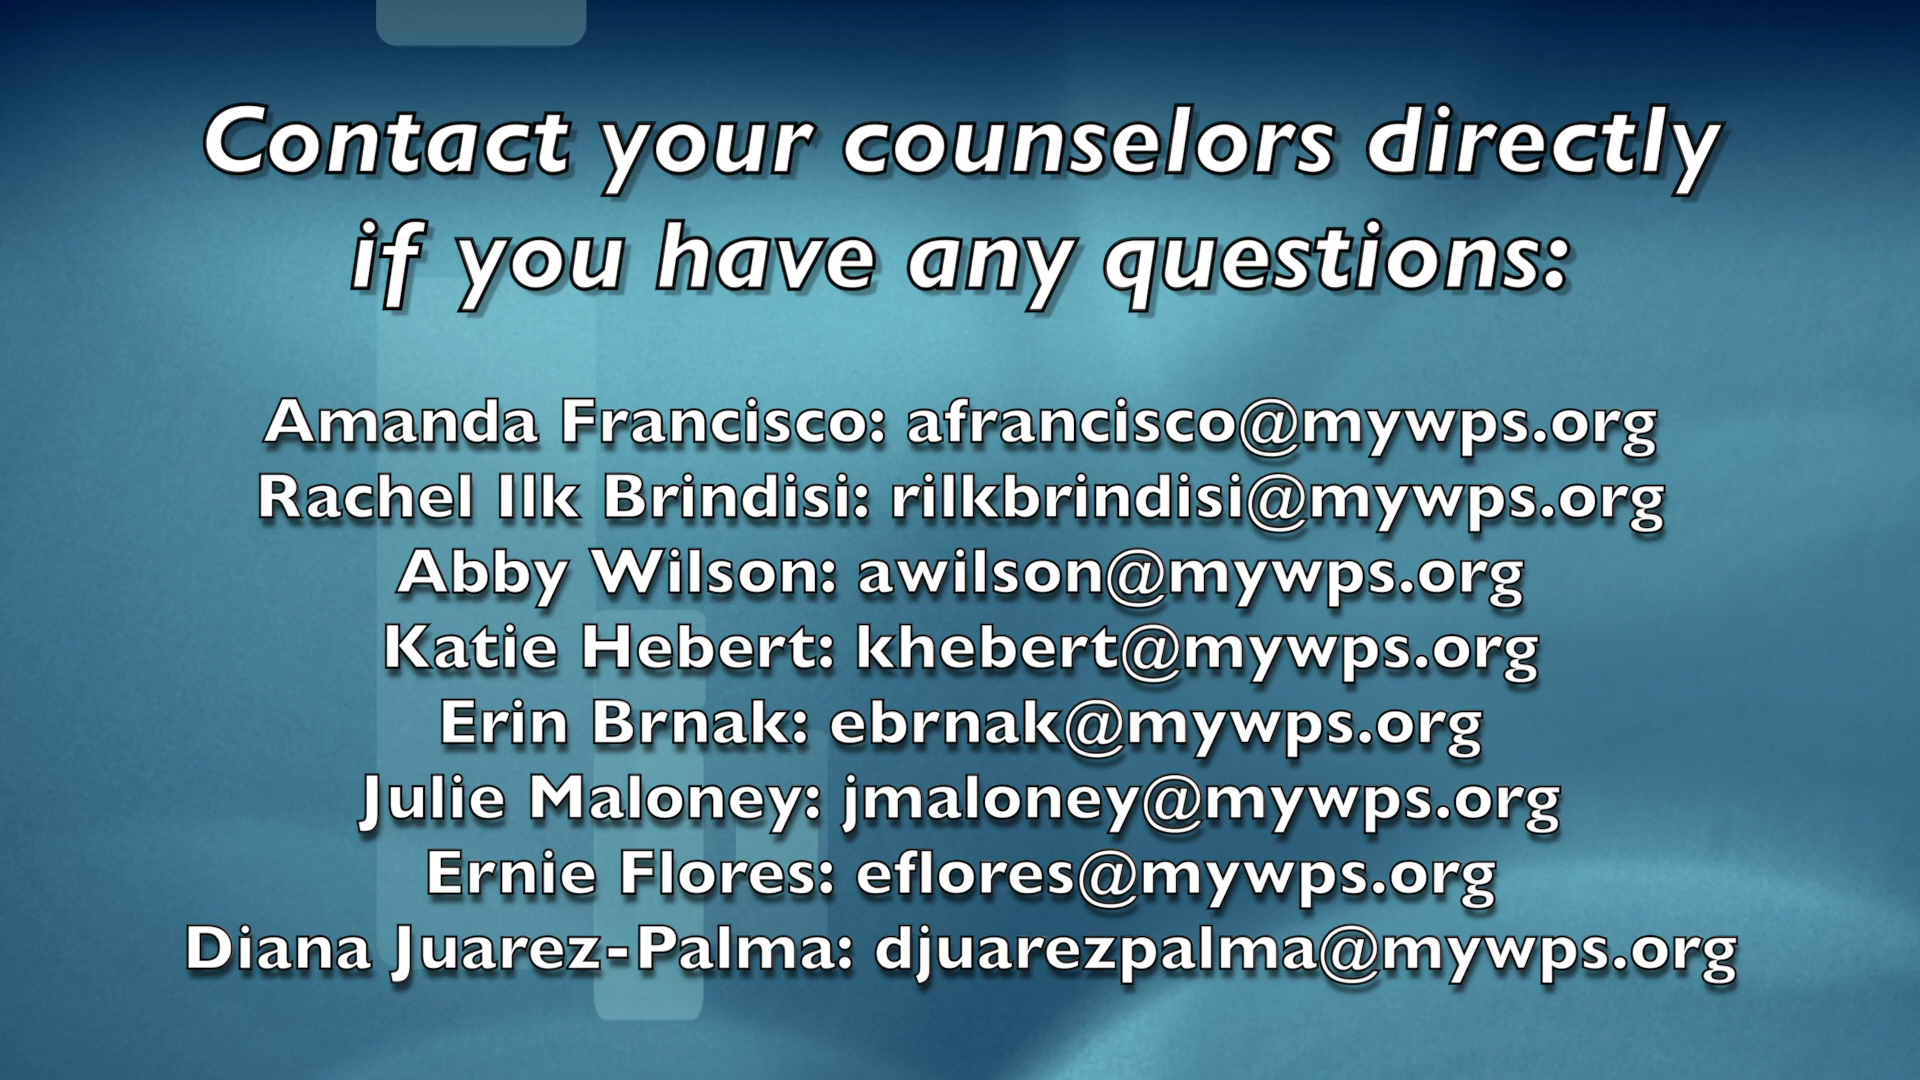 Contact your counselors directly
if you have any questions:
Amanda Francisco: afrancisco@mywps.org
Rachel Ilk Brindisi: rilkbrindisi@mywps.org
Abby Wilson: awilson@mywps.org
Katie Hebert: khebert@mywps.org
Erin Brnak: ebrnak@mywps.org
Julie Maloney: jmaloney@mywps.org
Ernie Flores: eflores@mywps.org
Diana Juarez-Palma: djuarezpalma@mywps.org